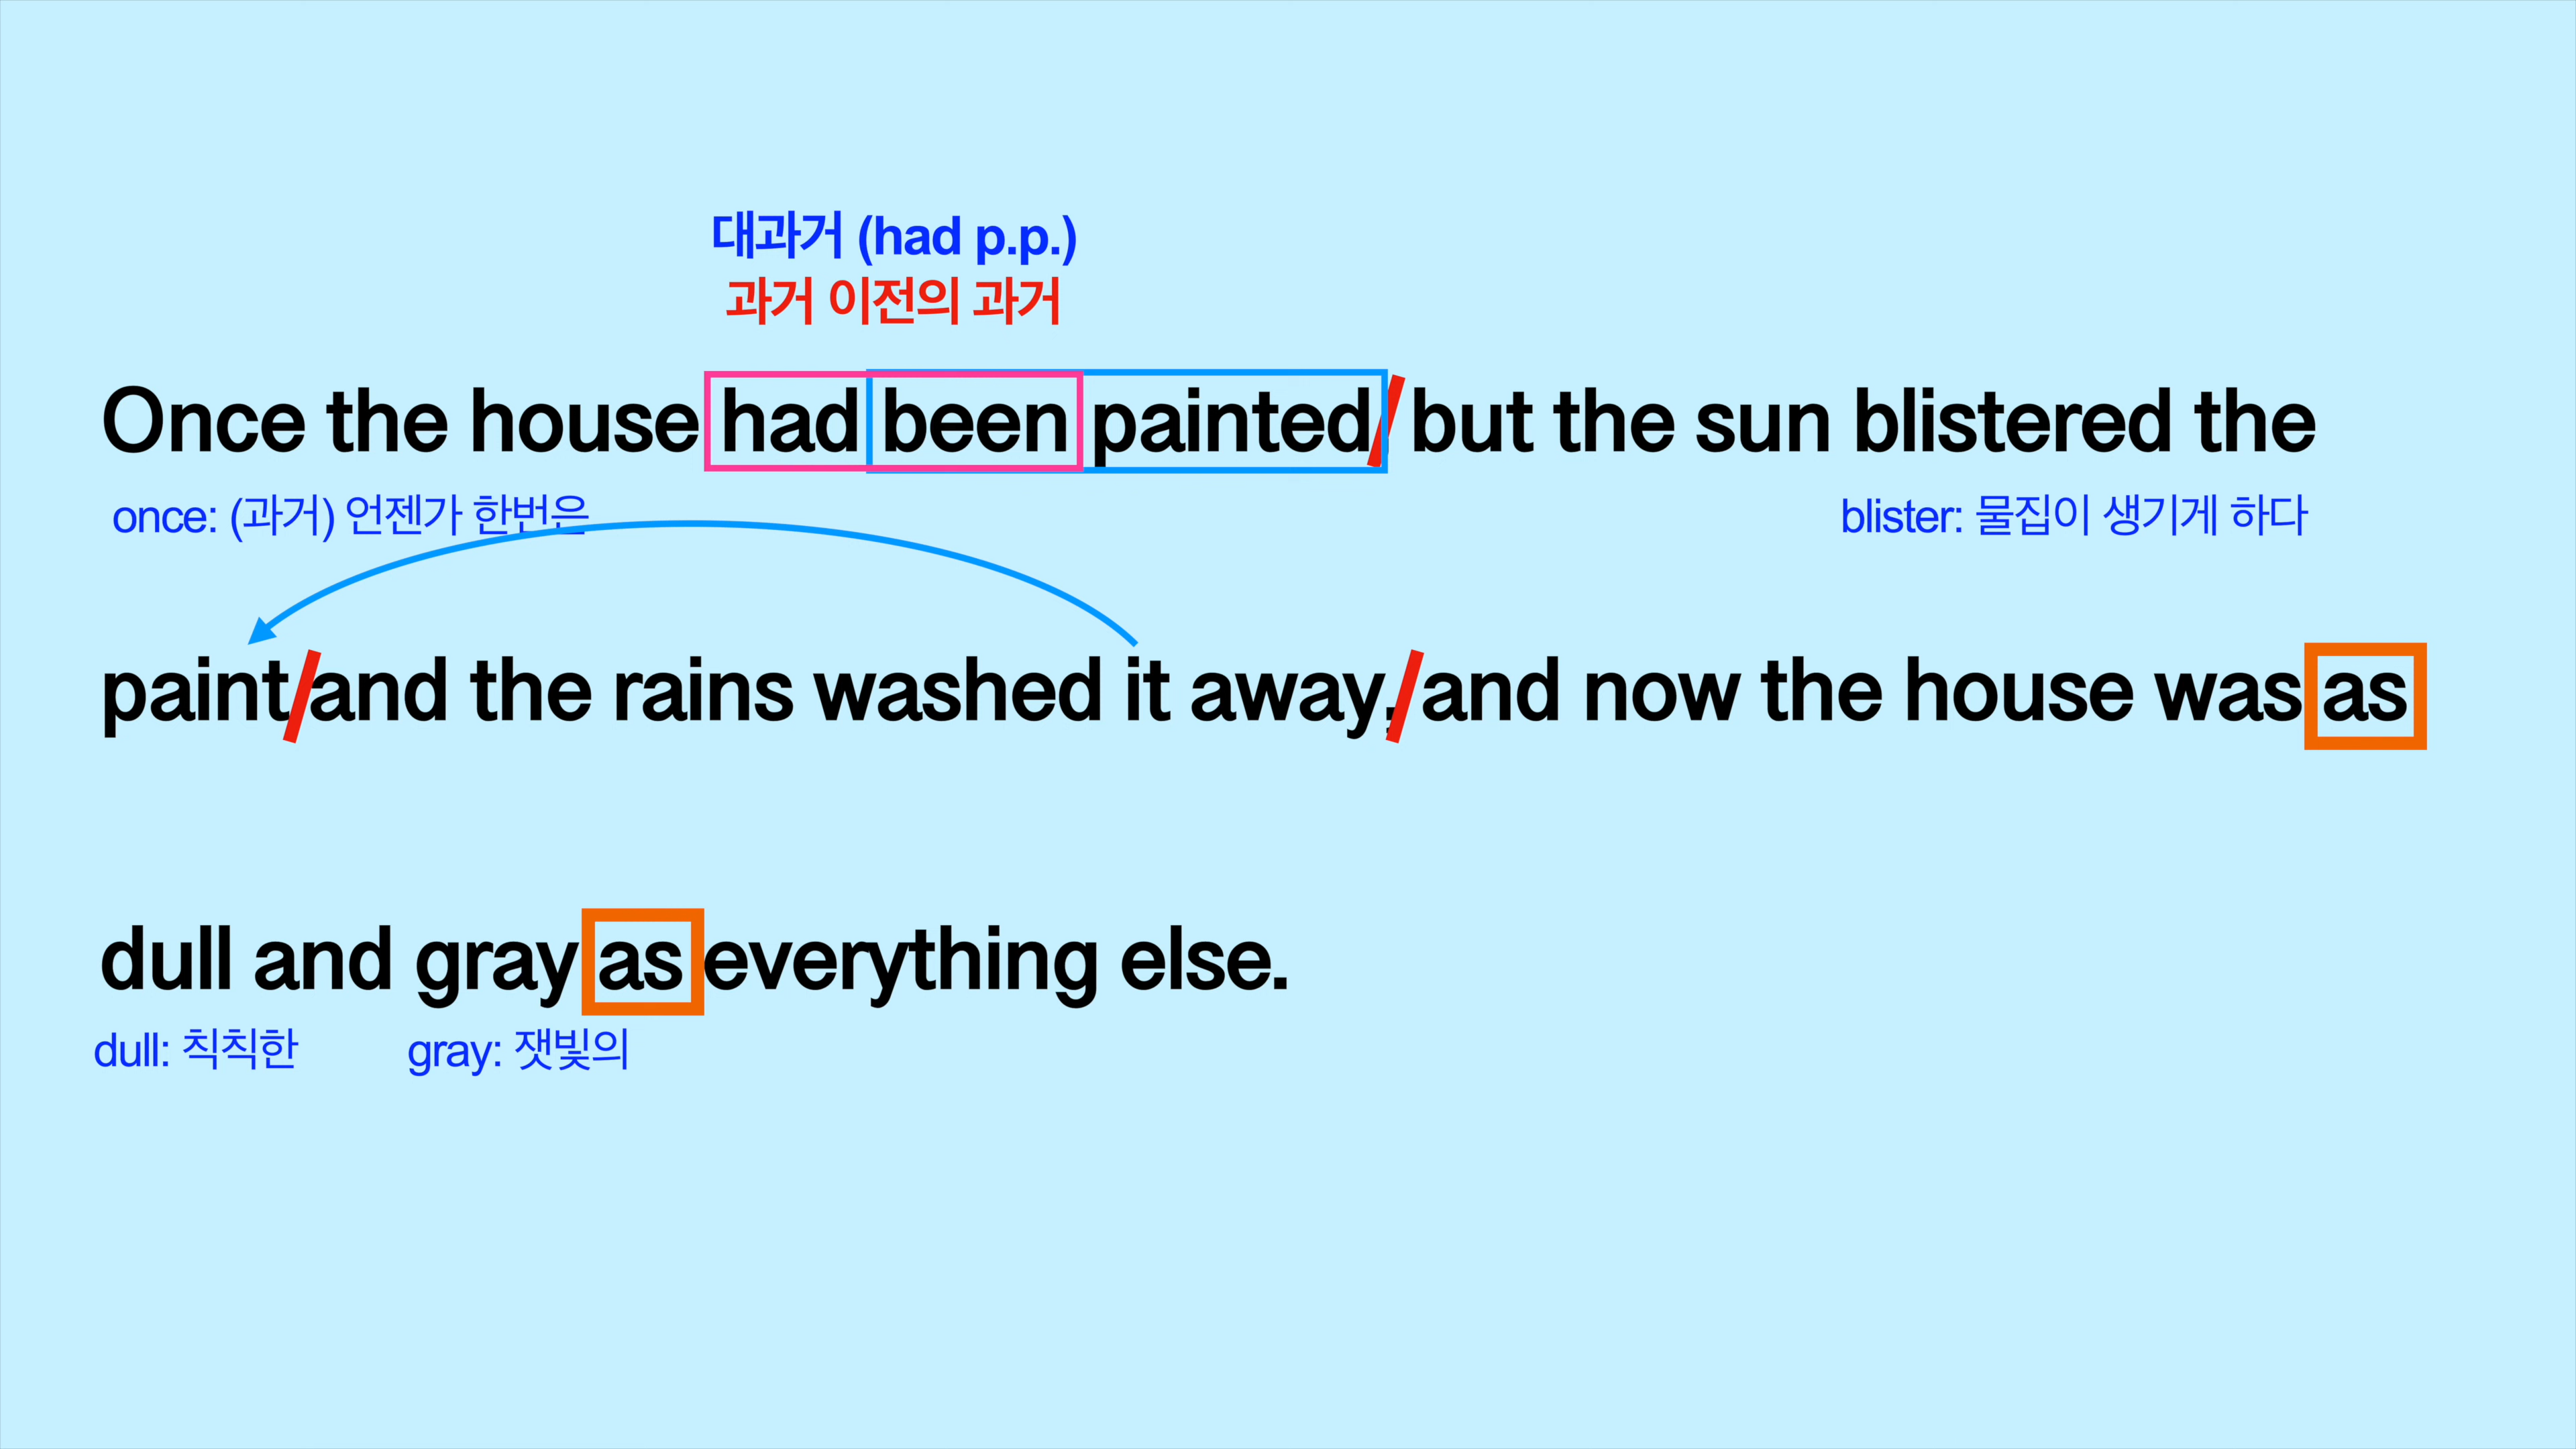 대과거 (had p.p.)
과거 이전의 과거
Once the house had been painted, but the sun blistered the
once: (과거) 언젠가 한번은
blister: 물집이 생기게 하다
paint and the rains washed it away, and now the house was as
dull and gray as everything else.
dull: 칙칙한
gray: 잿빛의